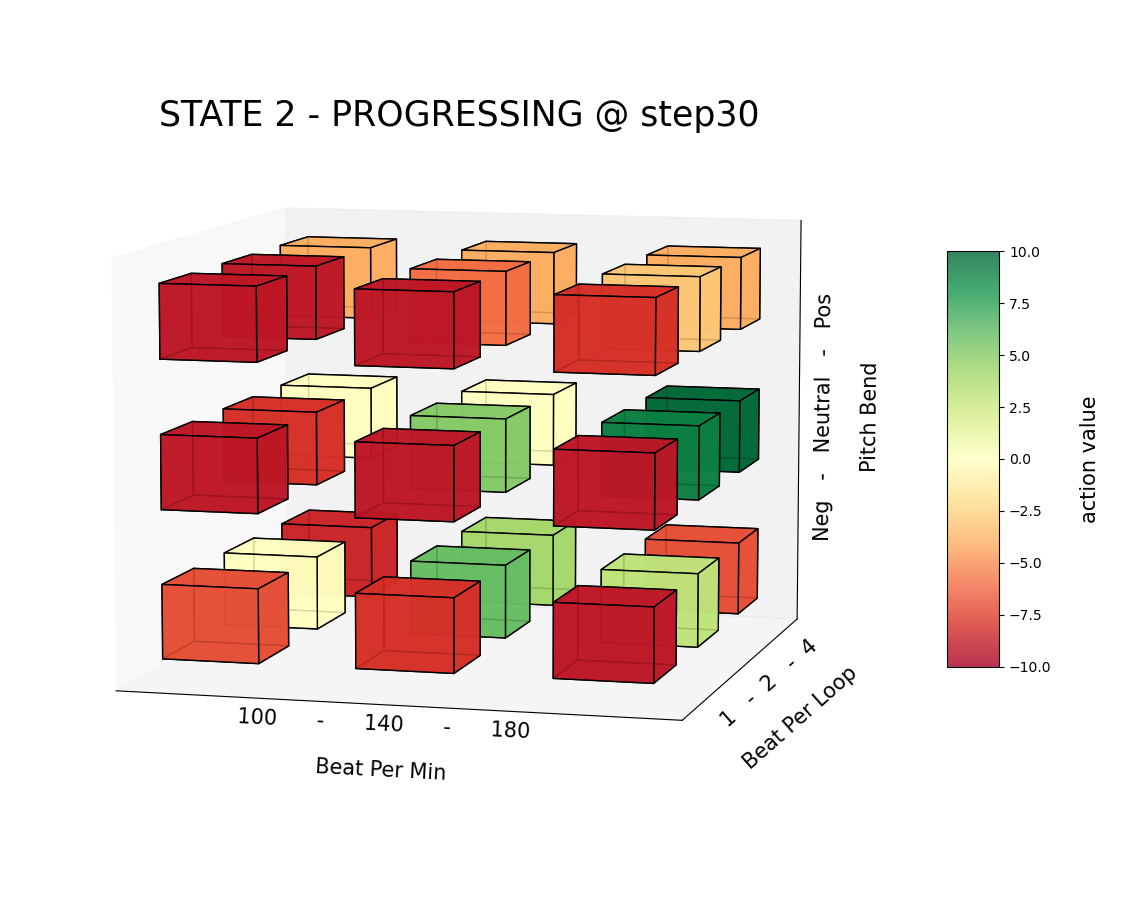 STATE 2 - PROGRESSING @ step30
Neg - Neutral - Pos
Pitch Bend
100 - 140 - 180
Beat Per Min
1 - 2 - 4
Beat Per Loop
10.0
7.5
5.0
2.5
0.0
−2.5
−5.0
−7.5
−10.0
action value